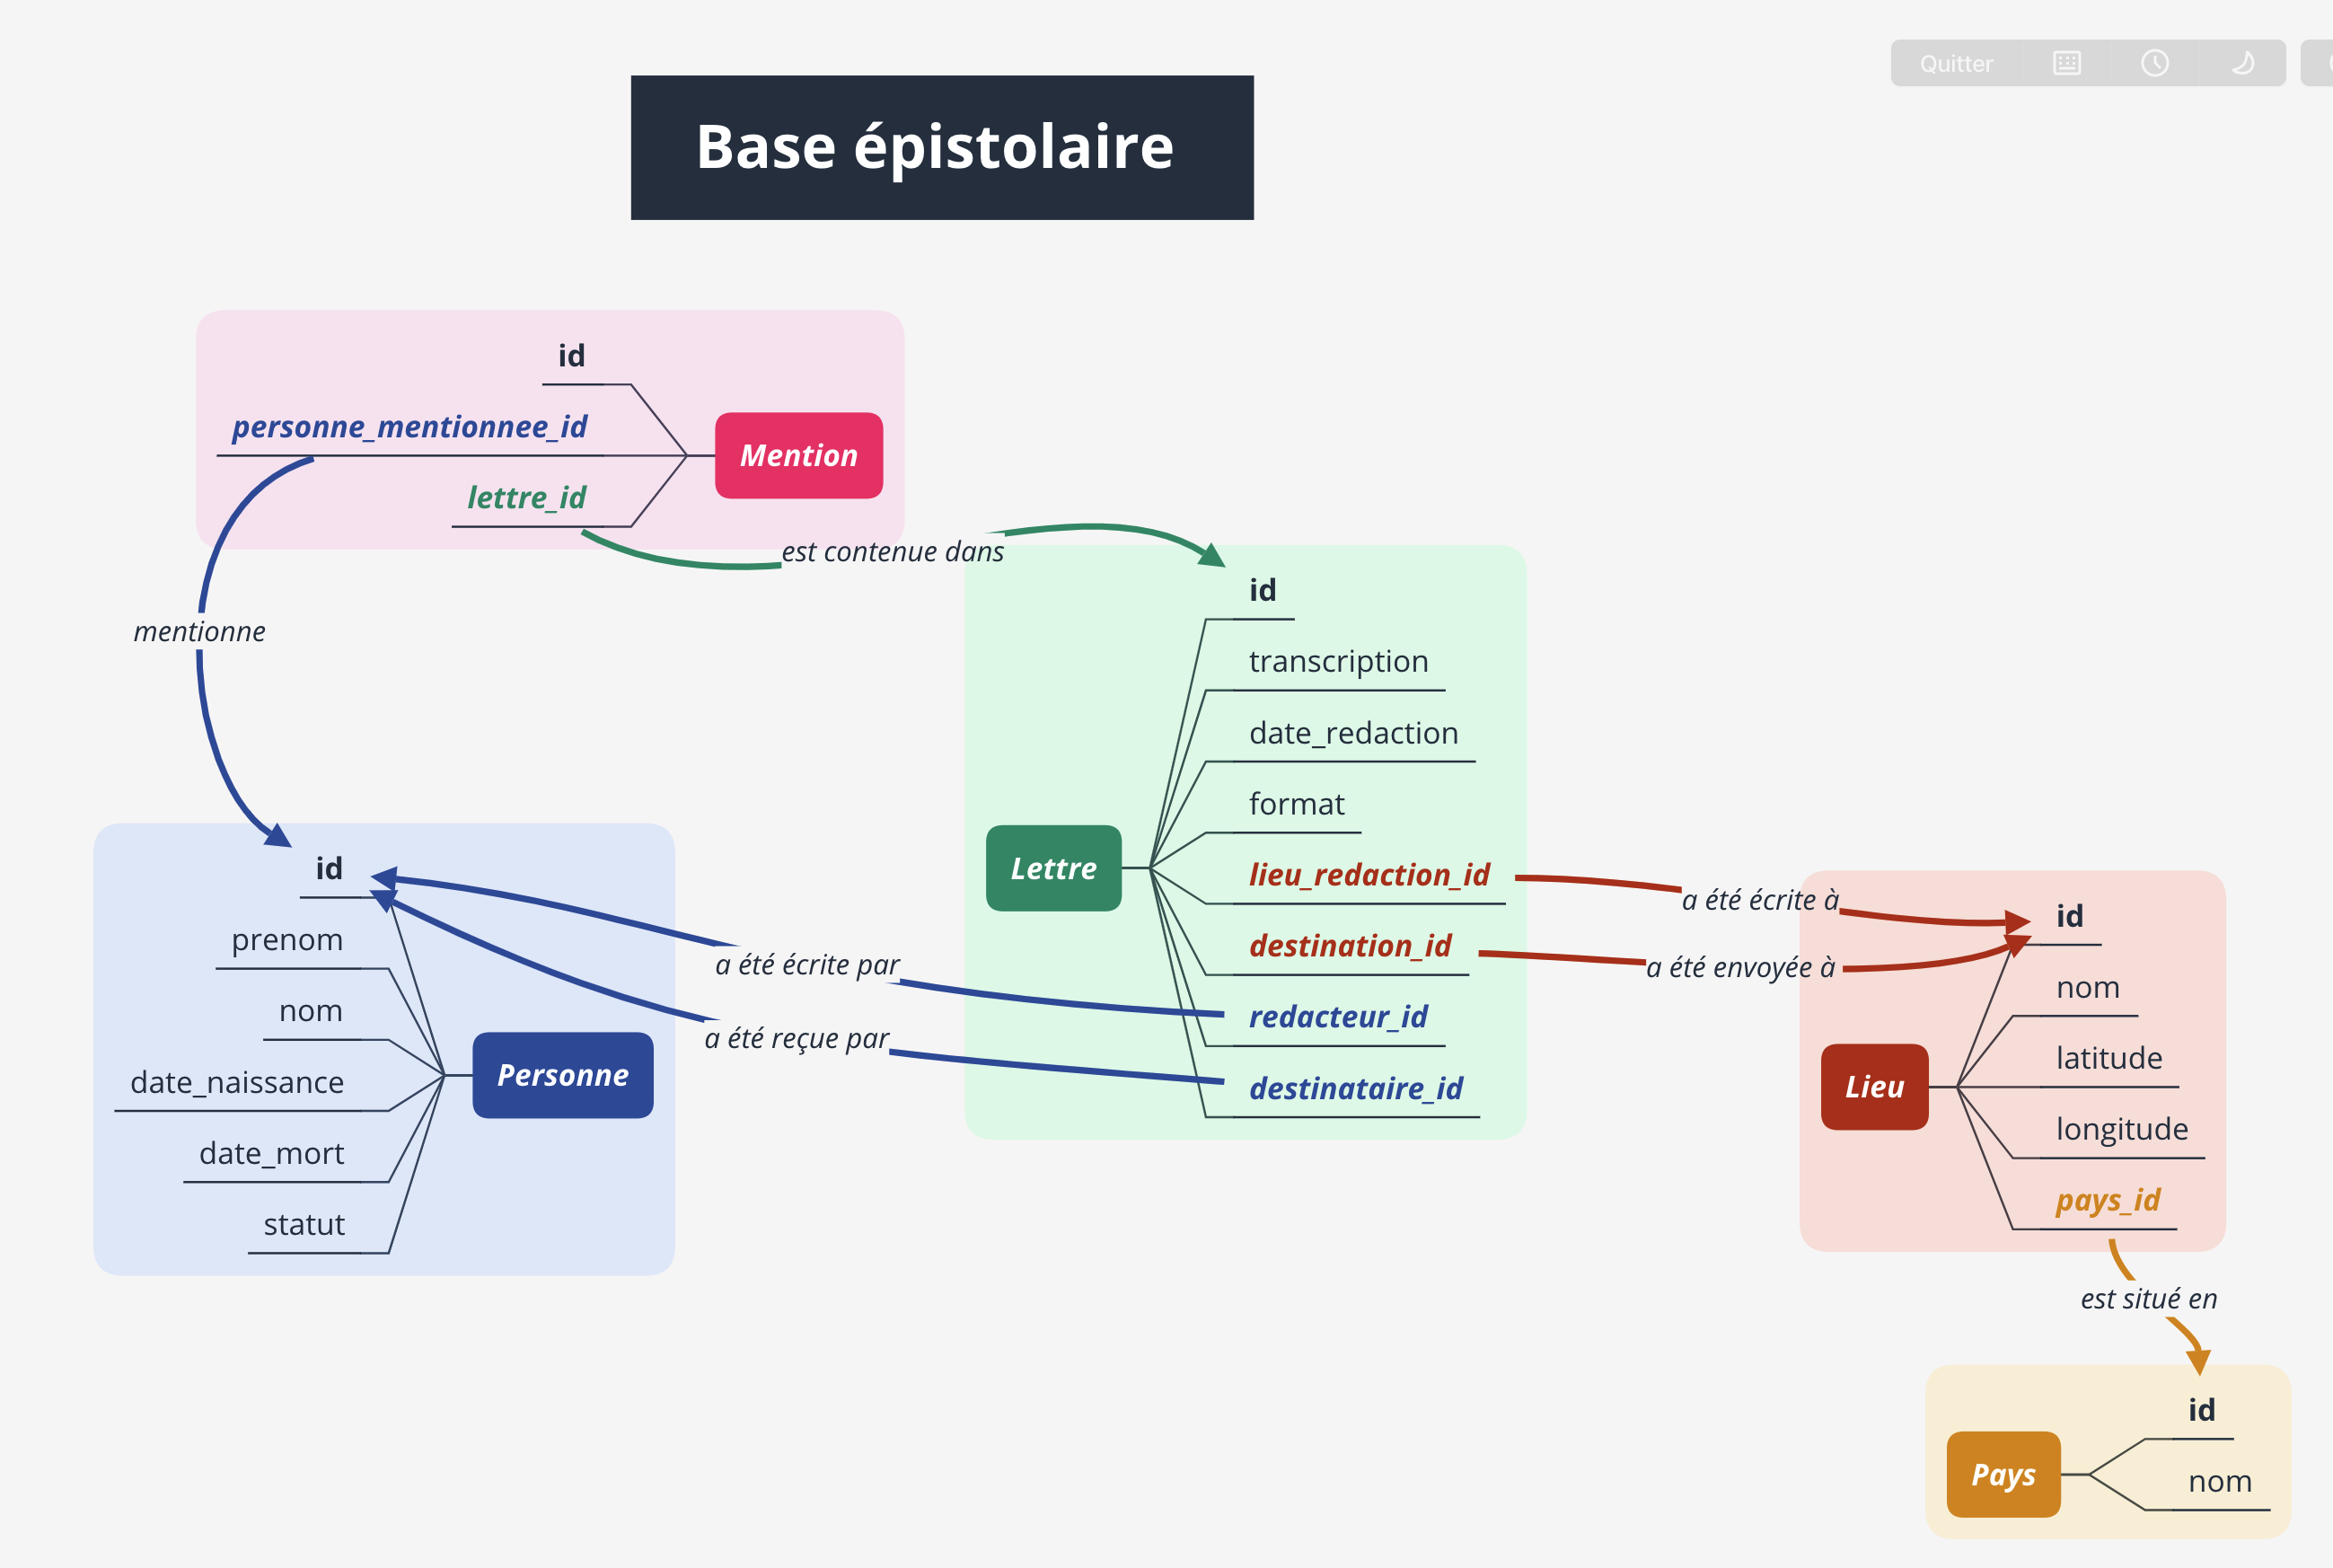 Quitter
Base épistolaire
id
personne_mentionnee_id
Mention
lettre_id
est contenue dans
mentionne
id
transcription
date_redaction
format
Lettre
lieu_redaction_id
destination_id
redacteur_id
destinataire_id
a été écrite à
a été envoyée à
a été écrite par
a été reçue par
id
prenom
nom
Personne
date_naissance
date_mort
statut
id
nom
latitude
Lieu
longitude
pays_id
est situé en
id
Pays
nom